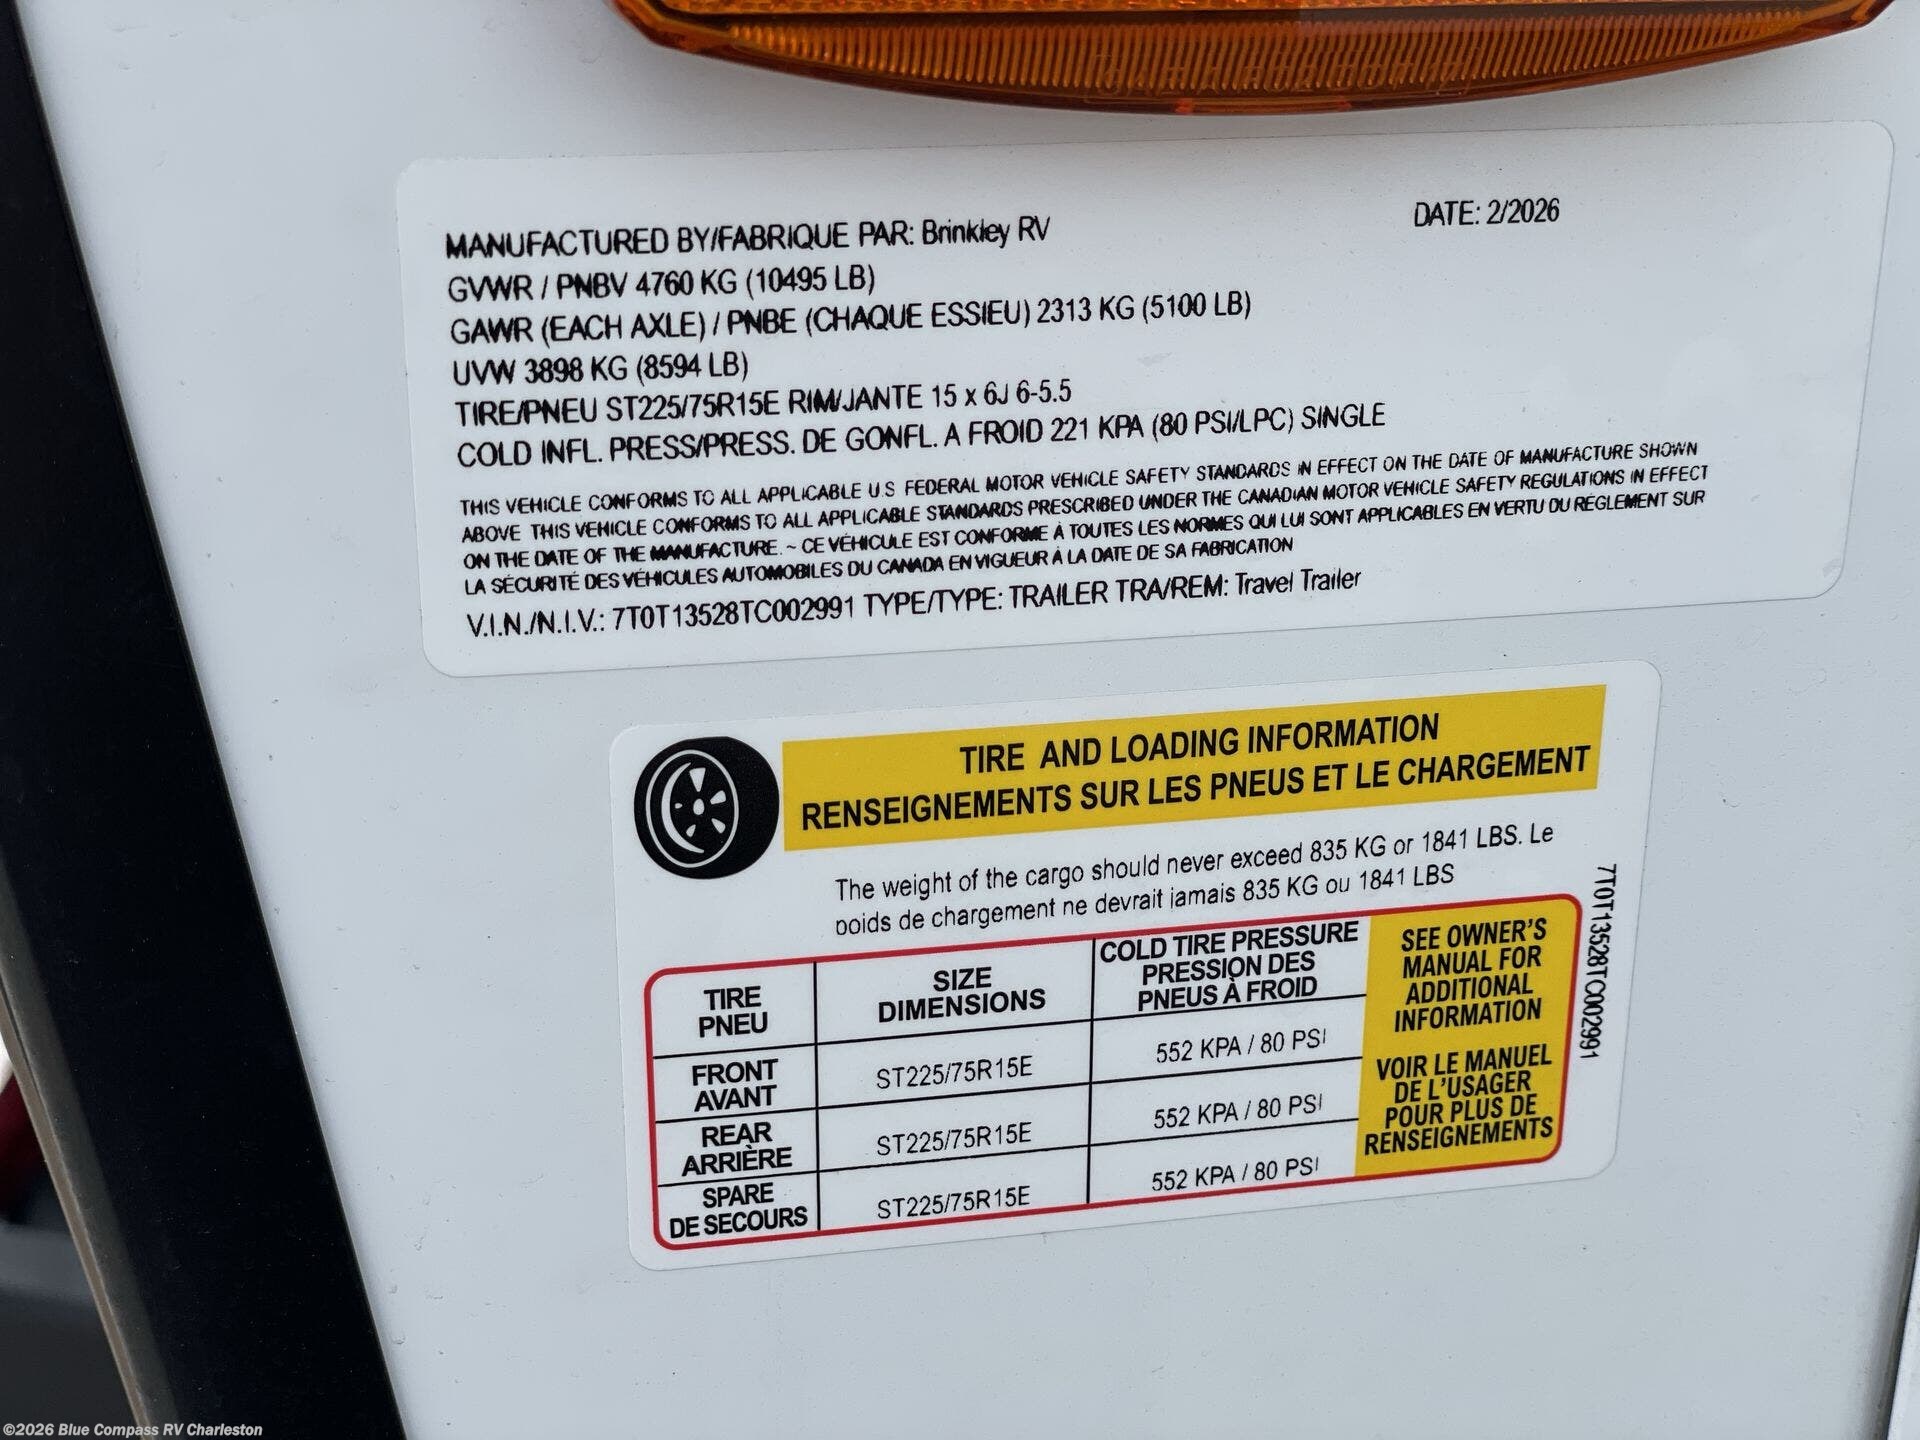 MANUFACTURED BY/FABRIQUE PAR: Brinkley RV DATE: 2/2026
GVWR / PNBV 4760 KG (10495 LB)
GAWR (EACH AXLE) / PNBE (CHAQUE ESSIEU) 2313 KG (5100 LB)
UVW 3898 KG (8594 LB)
TIRE/PNEU ST225/75R15E RIM/JANTE 15 x 6J 6-5.5
COLD INFL. PRESS/PRESS. DE GONFL. A FROID 221 KPA (80 PSI/LPC) SINGLE
THIS VEHICLE CONFORMS TO ALL APPLICABLE U.S FEDERAL MOTOR VEHICLE SAFETY STANDARDS IN EFFECT ON THE DATE OF MANUFACTURE SHOWN
ABOVE THIS VEHICLE CONFORMS TO ALL APPLICABLE STANDARDS PRESCRIBED UNDER THE CANADIAN MOTOR VEHICLE SAFETY REGULATIONS IN EFFECT
ON THE DATE OF THE MANUFACTURE. ~ CE VÉHICULE EST CONFORME À TOUTES LES NORMES QUI LUI SONT APPLICABLES EN VERTU DU RÉGLEMENT SUR
LA SÉCURITÉ DES VÉHICULES AUTOMOBILES DU CANADA EN VIGUEUR À LA DATE DE SA FABRICATION
V.I.N./N.I.V.: 7T0T13528TC002991 TYPE/TYPE: TRAILER TRA/REM: Travel Trailer
TIRE AND LOADING INFORMATION
RENSEIGNEMENTS SUR LES PNEUS ET LE CHARGEMENT
The weight of the cargo should never exceed 835 KG or 1841 LBS. Le
poids de chargement ne devrait jamais 835 KG ou 1841 LBS
TIRE
PNEU
SIZE
DIMENSIONS
COLD TIRE PRESSURE
PRESSION DES
PNEUS À FROID
FRONT
AVANT
ST225/75R15E
552 KPA / 80 PSI
REAR
ARRIÈRE
ST225/75R15E
552 KPA / 80 PSI
SPARE
DE SECOURS
ST225/75R15E
552 KPA / 80 PSI
SEE OWNER'S
MANUAL FOR
ADDITIONAL
INFORMATION
VOIR LE MANUEL
DE L'USAGER
POUR PLUS DE
RENSEIGNEMENTS
7T0T13528TC002991
©2026 Blue Compass RV Charleston